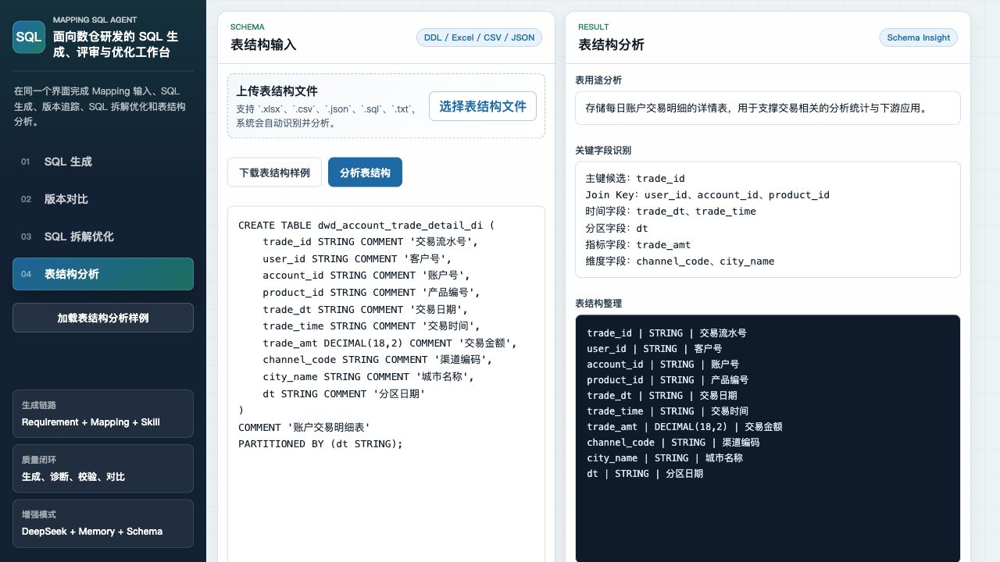 SQL
MAPPING SQL AGENT
面向数仓研发的 SQL 生
成、评审与优化工作台
在同一个界面完成 Mapping 输入、SQL
生成、版本追踪、SQL 拆解优化和表结构
分析。
01 SQL 生成
02 版本对比
03 SQL 拆解优化
04 表结构分析
加载表结构分析样例
生成链路
Requirement + Mapping + Skill
质量闭环
生成、诊断、校验、对比
增强模式
DeepSeek + Memory + Schema
SCHEMA
表结构输入
DDL / Excel / CSV / JSON
上传表结构文件
支持 `.xlsx`、`.csv`、`.json`、`.sql`、`.txt`，
系统会自动识别并分析。
选择表结构文件
下载表结构样例
分析表结构
CREATE TABLE dwd_account_trade_detail_di (
    trade_id STRING COMMENT '交易流水号',
    user_id STRING COMMENT '客户号',
    account_id STRING COMMENT '账户号',
    product_id STRING COMMENT '产品编号',
    trade_dt STRING COMMENT '交易日期',
    trade_time STRING COMMENT '交易时间',
    trade_amt DECIMAL(18,2) COMMENT '交易金额',
    channel_code STRING COMMENT '渠道编码',
    city_name STRING COMMENT '城市名称',
    dt STRING COMMENT '分区日期'
)
COMMENT '账户交易明细表'
PARTITIONED BY (dt STRING);
RESULT
表结构分析
Schema Insight
表用途分析
存储每日账户交易明细的详情表，用于支撑交易相关的分析统计与下游应用。
关键字段识别
主键候选：trade_id
Join Key：user_id、account_id、product_id
时间字段：trade_dt、trade_time
分区字段：dt
指标字段：trade_amt
维度字段：channel_code、city_name
表结构整理
trade_id | STRING | 交易流水号
user_id | STRING | 客户号
account_id | STRING | 账户号
product_id | STRING | 产品编号
trade_dt | STRING | 交易日期
trade_time | STRING | 交易时间
trade_amt | DECIMAL(18,2) | 交易金额
channel_code | STRING | 渠道编码
city_name | STRING | 城市名称
dt | STRING | 分区日期